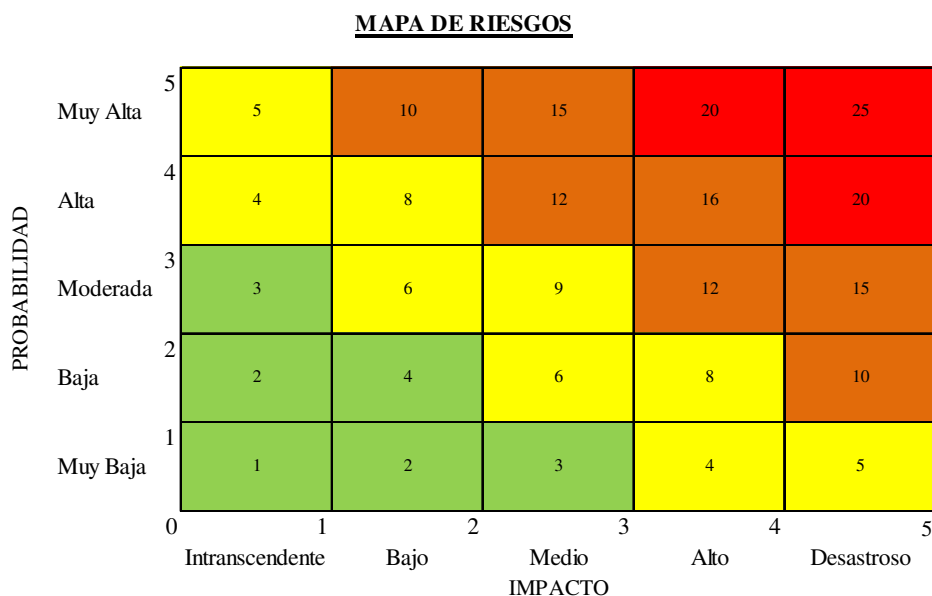 MAPA DE RIESGOS
5
Muy Alta 5 10 15 20 25
4
Alta 4 8 12 16 20
3
Moderada 3 6 9 12 15
2
Baja 2 4 6 8 10
1
Muy Baja 1 2 3 4 5
0 1 2 3 4 5
Intranscendente Bajo Medio Alto Desastroso
IMPACTO
PROBABILIDAD